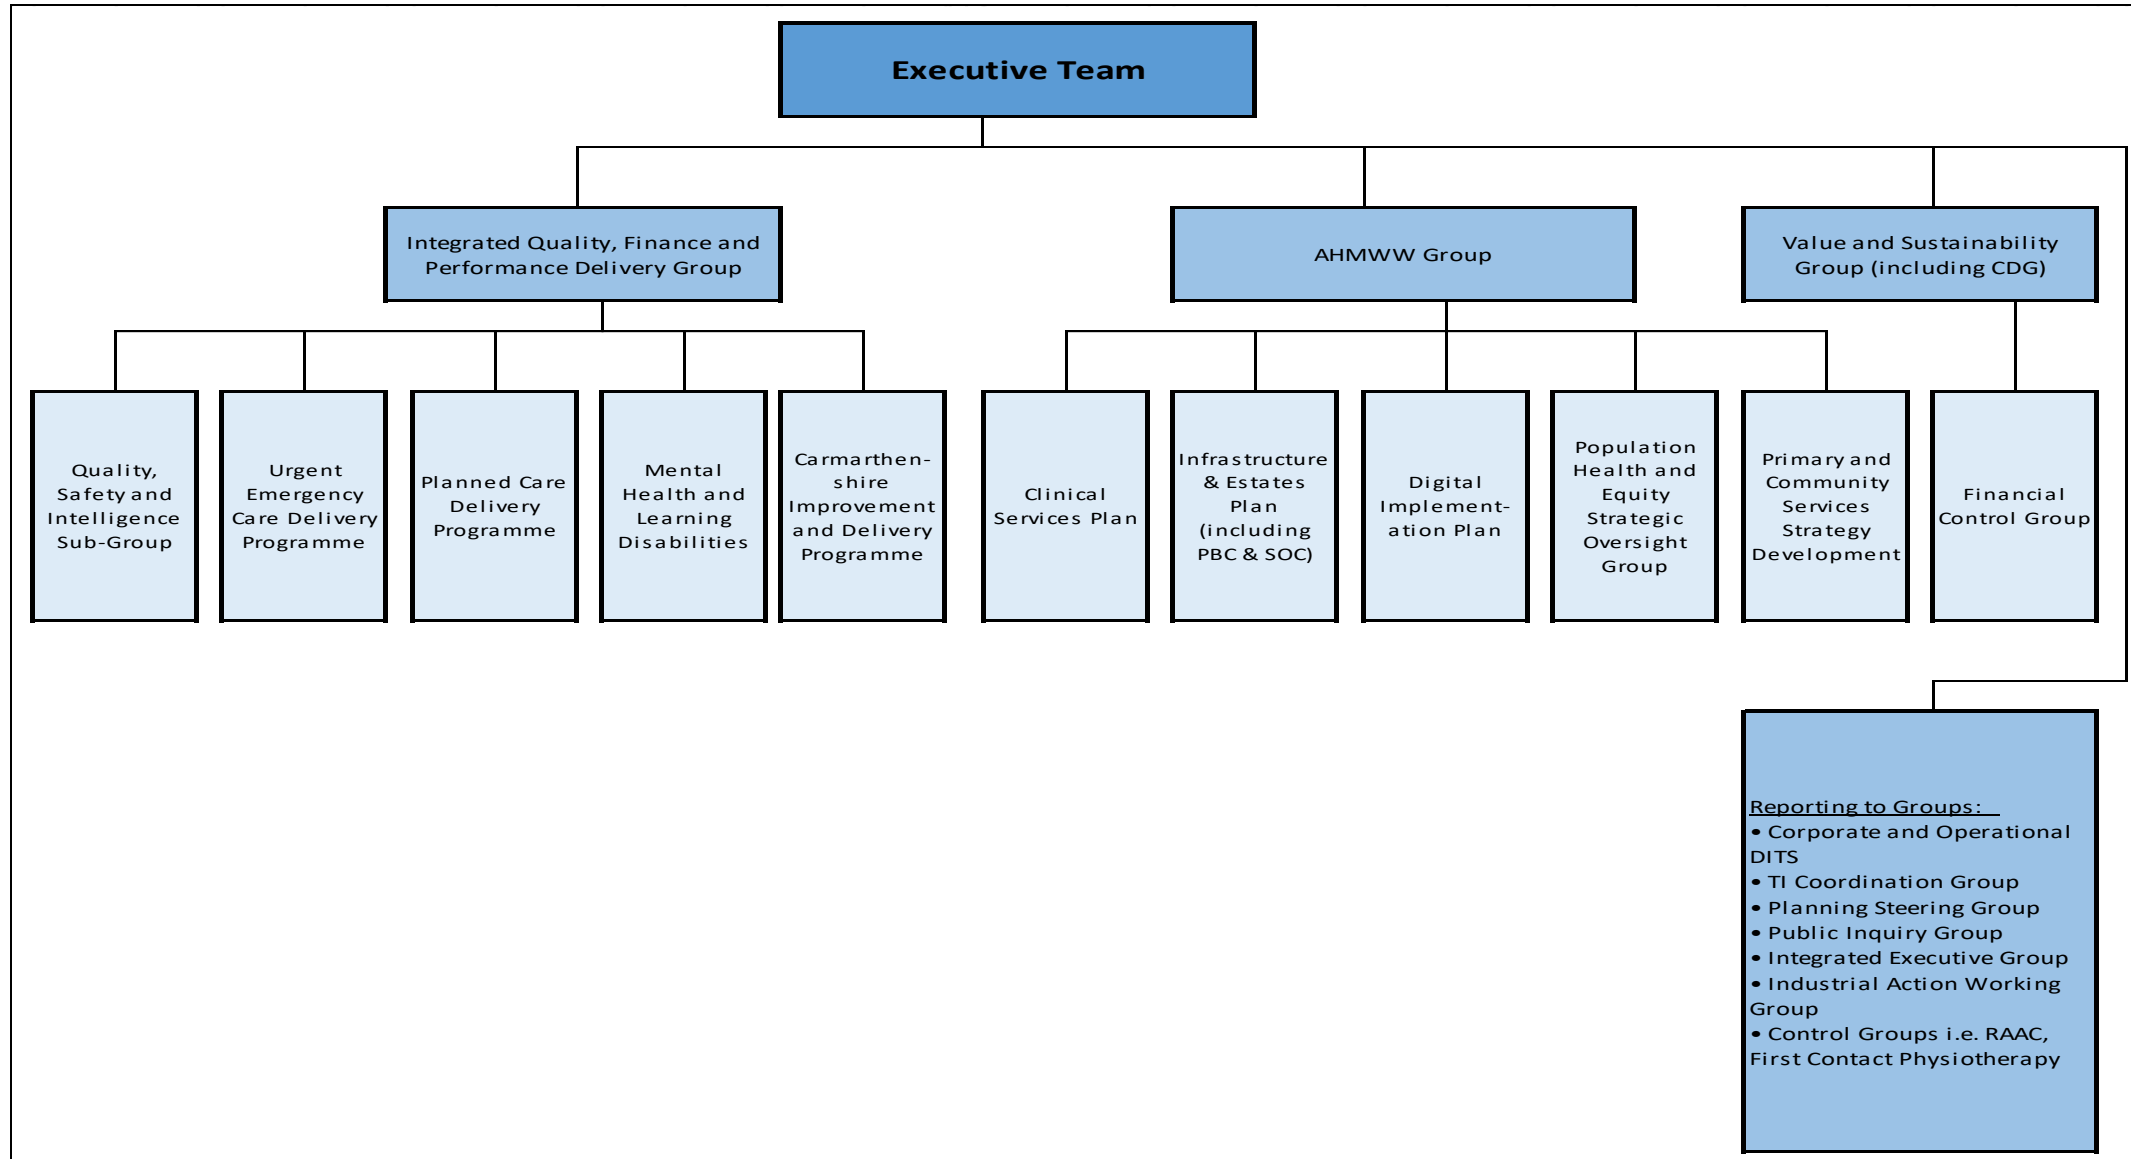 Executive Team
Integrated Quality, Finance and
Performance Delivery Group
AHMWW Group
Value and Sustainability
Group (including CDG)
Quality,
Safety and
Intelligence
Sub-Group
Urgent
Emergency
Care Delivery
Programme
Planned Care
Delivery
Programme
Mental
Health and
Learning
Disabilities
Carmarthen-
shire
Improvement
and Delivery
Programme
Clinical
Services Plan
Infrastructure
& Estates
Plan
(including
PBC & SOC)
Digital
Implement-
ation Plan
Population
Health and
Equity
Strategic
Oversight
Group
Primary and
Community
Services
Strategy
Development
Financial
Control Group
Reporting to Groups:
• Corporate and Operational
DITS
• TI Coordination Group
• Planning Steering Group
• Public Inquiry Group
• Integrated Executive Group
• Industrial Action Working
Group
• Control Groups i.e. RAAC,
First Contact Physiotherapy